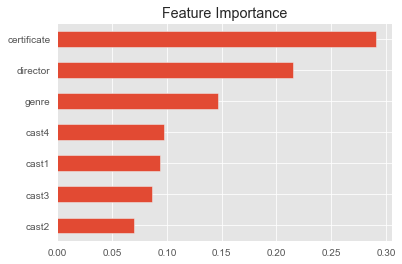 Feature Importance
certificate
director
genre
cast4
cast1
cast3
cast2
0.00 0.05 0.10 0.15 0.20 0.25 0.30